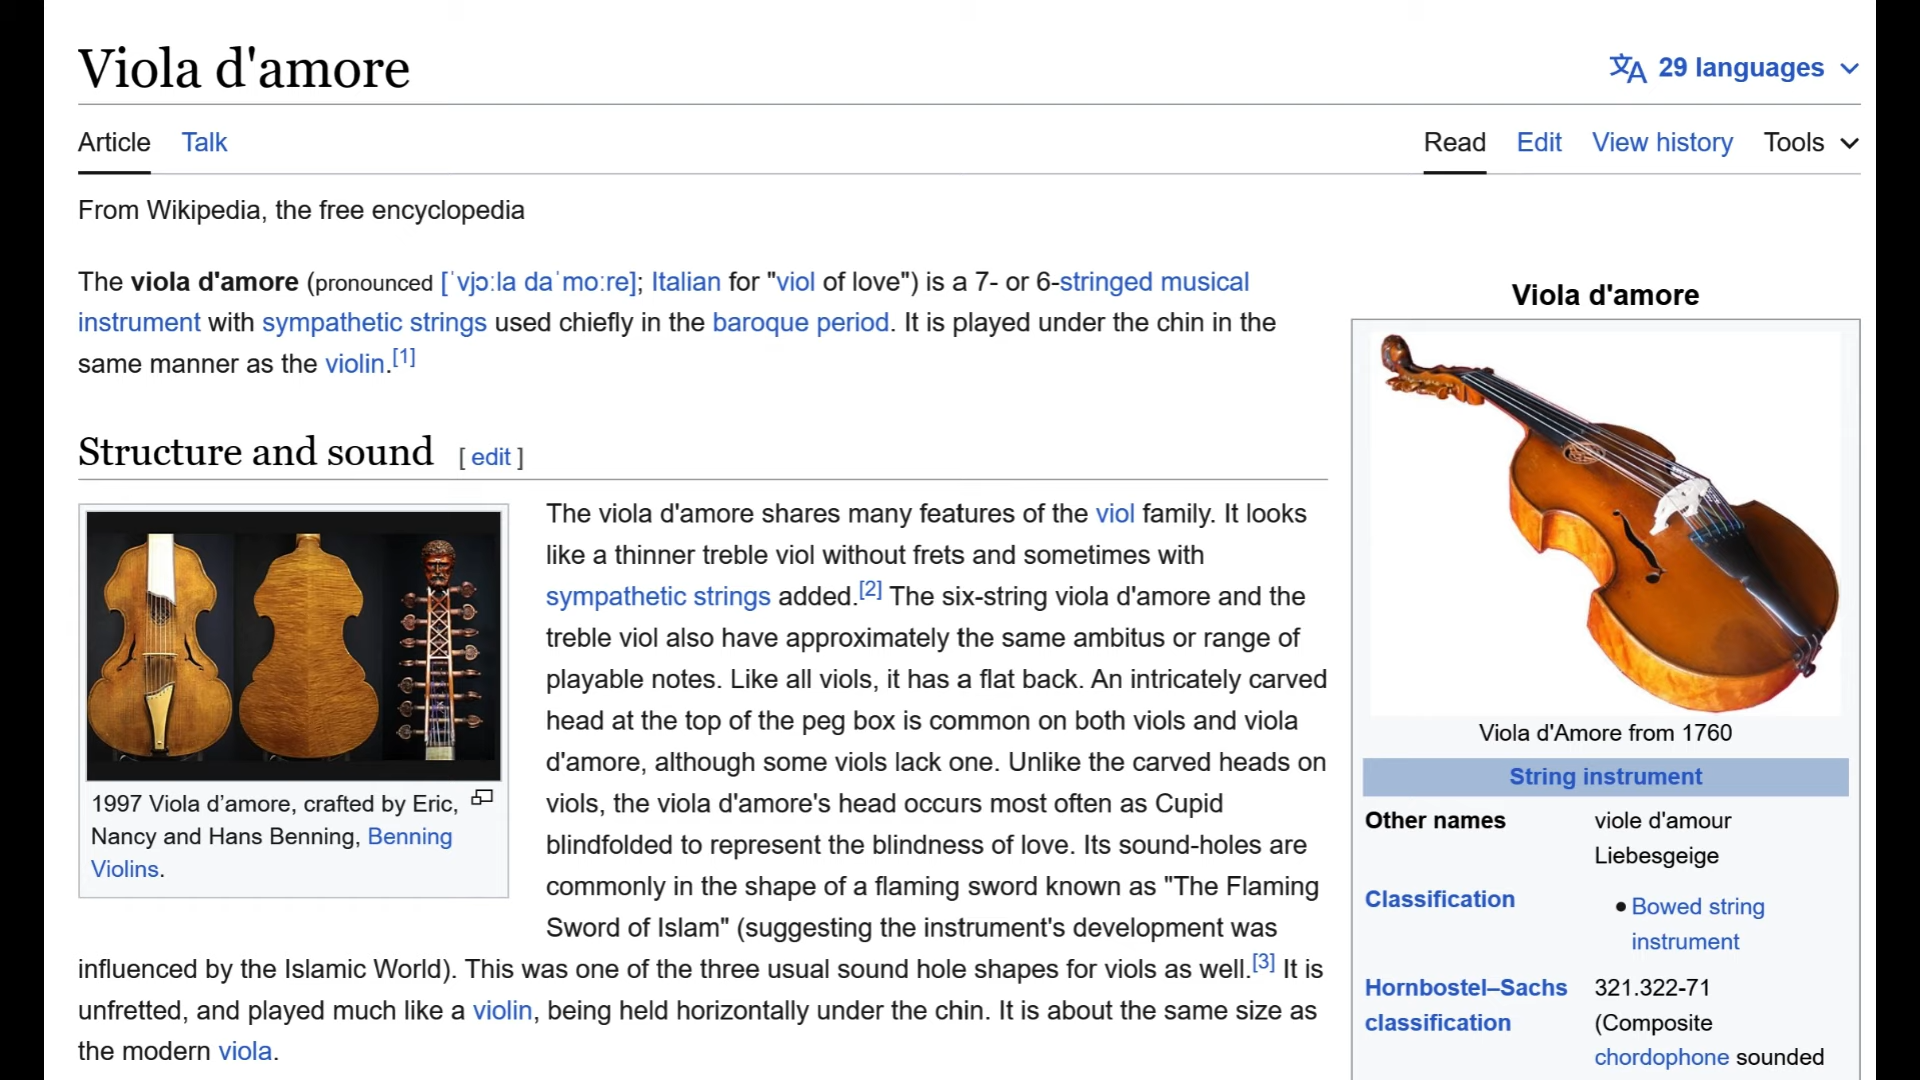 Viola d'amore
29 languages
Article Talk
Read Edit View history Tools
From Wikipedia, the free encyclopedia
The viola d'amore (pronounced [ˈvjɔːla daˈmoːre]; Italian for "viol of love") is a 7- or 6-stringed musical
instrument with sympathetic strings used chiefly in the baroque period. It is played under the chin in the
same manner as the violin.[1]
Structure and sound [ edit ]
1997 Viola d’amore, crafted by Eric,
Nancy and Hans Benning, Benning
Violins.
The viola d'amore shares many features of the viol family. It looks
like a thinner treble viol without frets and sometimes with
sympathetic strings added.[2] The six-string viola d'amore and the
treble viol also have approximately the same ambitus or range of
playable notes. Like all viols, it has a flat back. An intricately carved
head at the top of the peg box is common on both viols and viola
d'amore, although some viols lack one. Unlike the carved heads on
viols, the viola d'amore's head occurs most often as Cupid
blindfolded to represent the blindness of love. Its sound-holes are
commonly in the shape of a flaming sword known as "The Flaming
Sword of Islam" (suggesting the instrument's development was
influenced by the Islamic World). This was one of the three usual sound hole shapes for viols as well.[3] It is
unfretted, and played much like a violin, being held horizontally under the chin. It is about the same size as
the modern viola.
Viola d'amore
Viola d'Amore from 1760
String instrument
Other names viole d'amour
Liebesgeige
Classification • Bowed string
instrument
Hornbostel–Sachs 321.322-71
classification (Composite
chordophone sounded